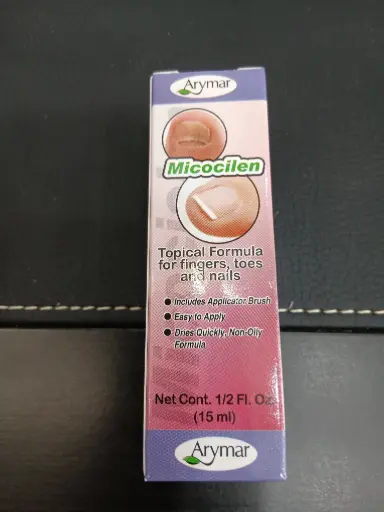 Arymar
Micocilen
Topical Formula
for fingers, toes
and nails
• Includes Applicator Brush
• Easy to Apply
• Dries Quickly, Non-Oily
Formula
Net Cont. 1/2 Fl. Oz.
(15 ml)
Arymar